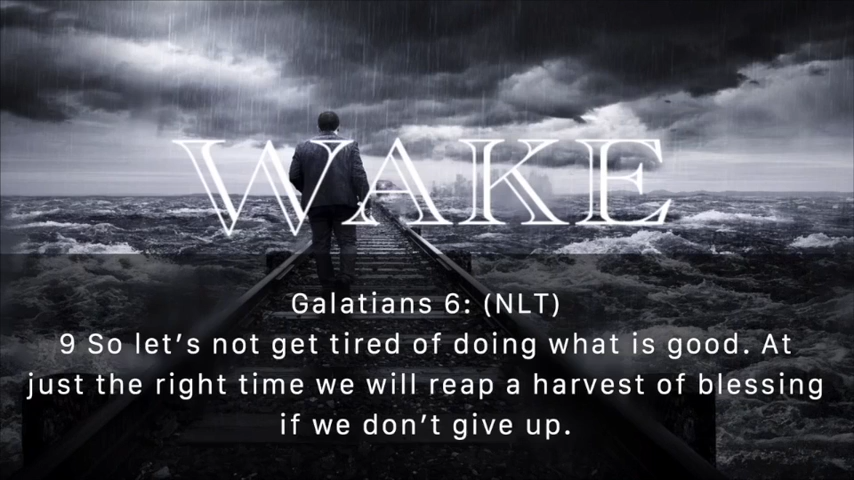 WAKE
Galatians 6: (NLT)
9 So let’s not get tired of doing what is good. At
just the right time we will reap a harvest of blessing
if we don’t give up.